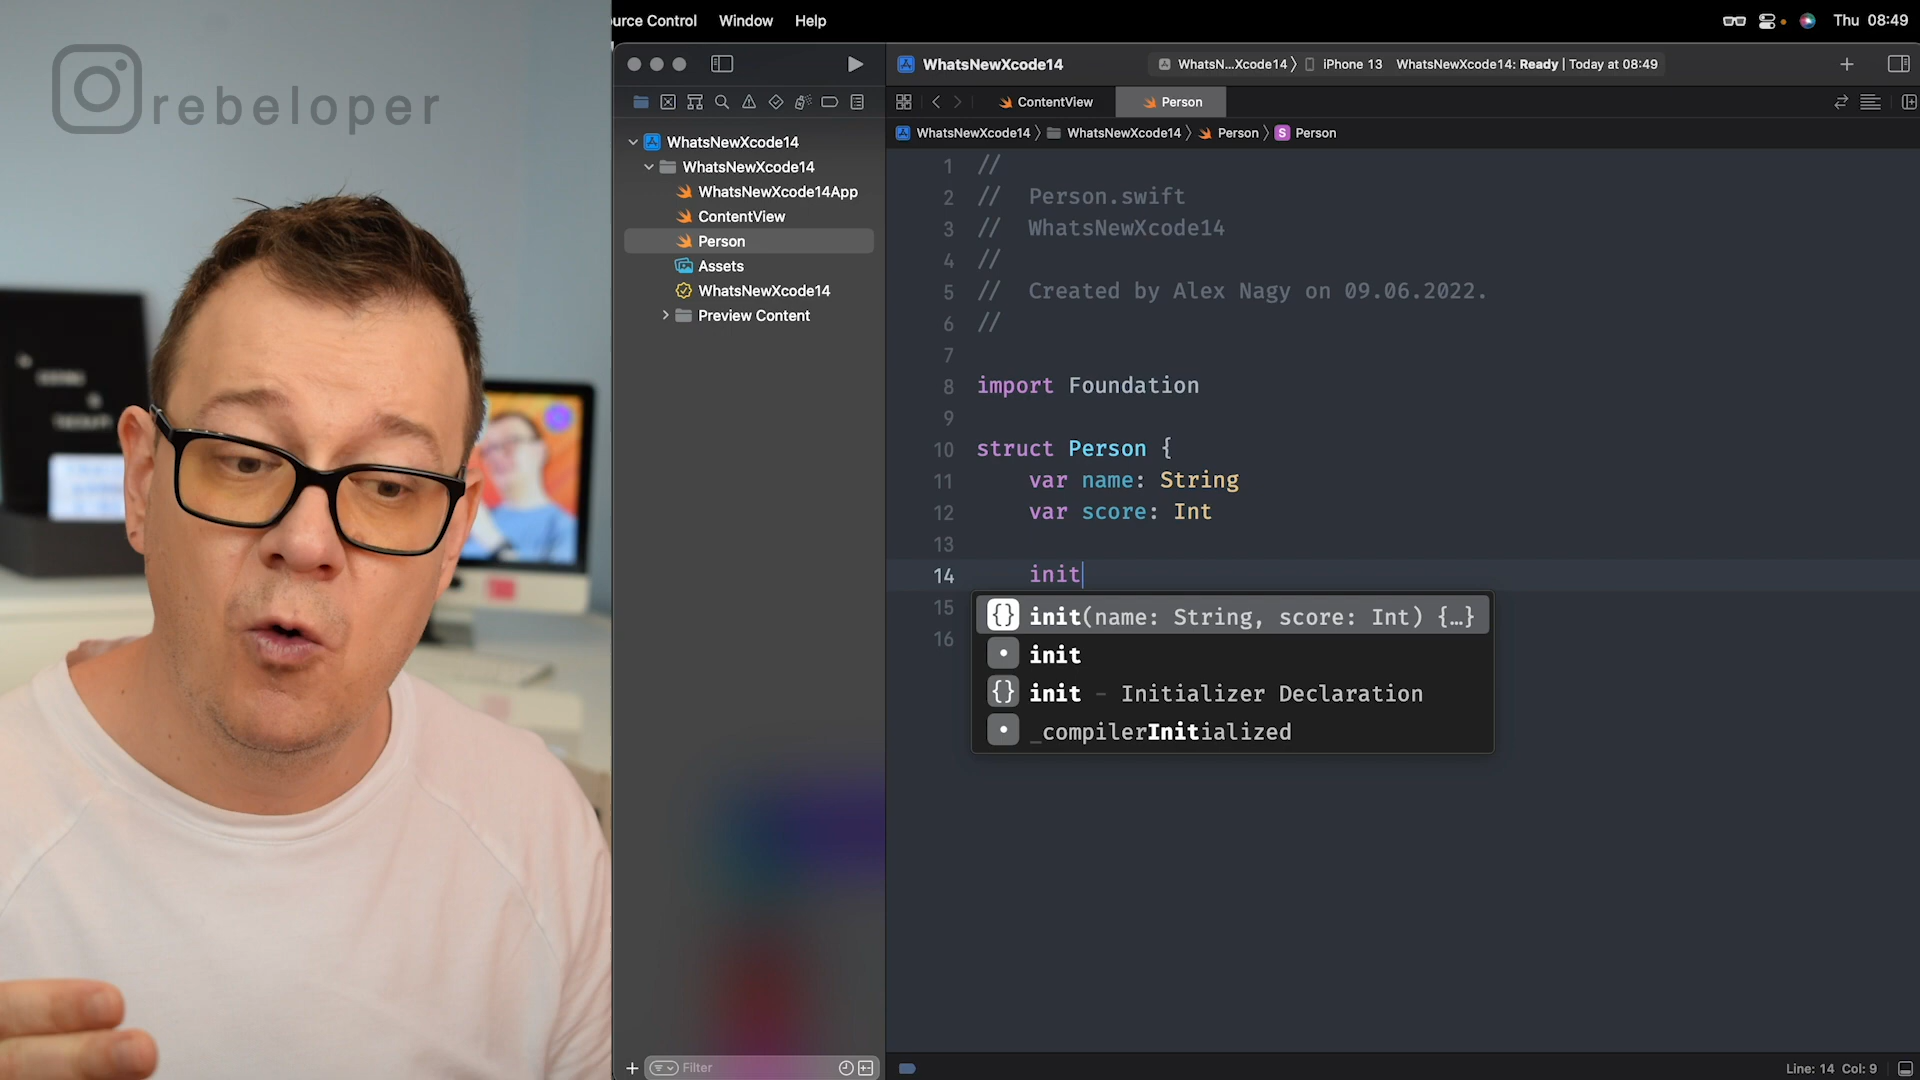 rebeloper
urce Control Window Help
Thu 08:49
WhatsNewXcode14
WhatsN...Xcode14 〉 iPhone 13 WhatsNewXcode14: Ready | Today at 08:49
ContentView
Person
WhatsNewXcode14 〉 WhatsNewXcode14 〉 Person 〉 S Person
WhatsNewXcode14
WhatsNewXcode14
WhatsNewXcode14App
ContentView
Person
Assets
WhatsNewXcode14
Preview Content
1 //
2 // Person.swift
3 // WhatsNewXcode14
4 //
5 // Created by Alex Nagy on 09.06.2022.
6 //
7
8 import Foundation
9
10 struct Person {
11 var name: String
12 var score: Int
13
14 init
15
16
{} init(name: String, score: Int) {…}
init
{} init – Initializer Declaration
_compilerInitialized
Filter
Line: 14 Col: 9